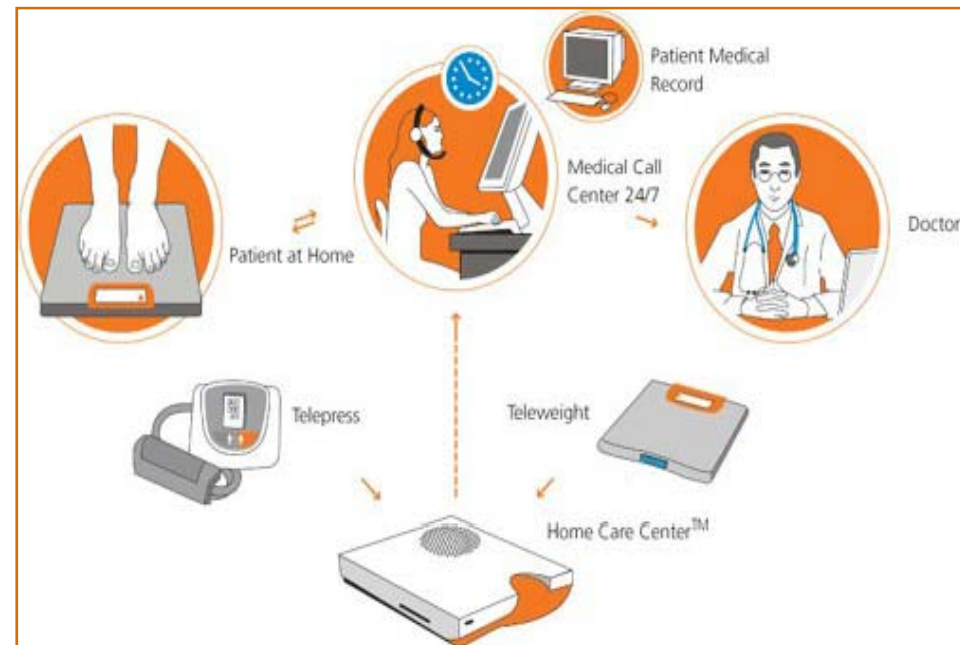 Patient Medical
Record
Medical Call
Center 24/7
Doctor
Patient at Home
Telepress
Teleweight
Home Care Center™